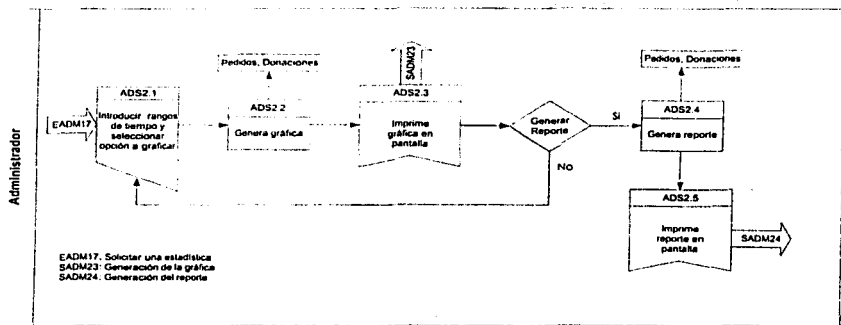 Administrador
EADM17
ADS2.1
Introducir rangos
de tiempo y
seleccionar
opción a graficar
Pedidos, Donaciones
ADS2.2
Genera gráfica
SADM23
ADS2.3
Imprime
gráfica en
pantalla
Generar
Reporte
Si
No
Pedidos, Donaciones
ADS2.4
Genera reporte
ADS2.5
Imprime
reporte en
pantalla
SADM24
EADM17. Solicitar una estadística
SADM23: Generación de la gráfica
SADM24. Generación del reporte